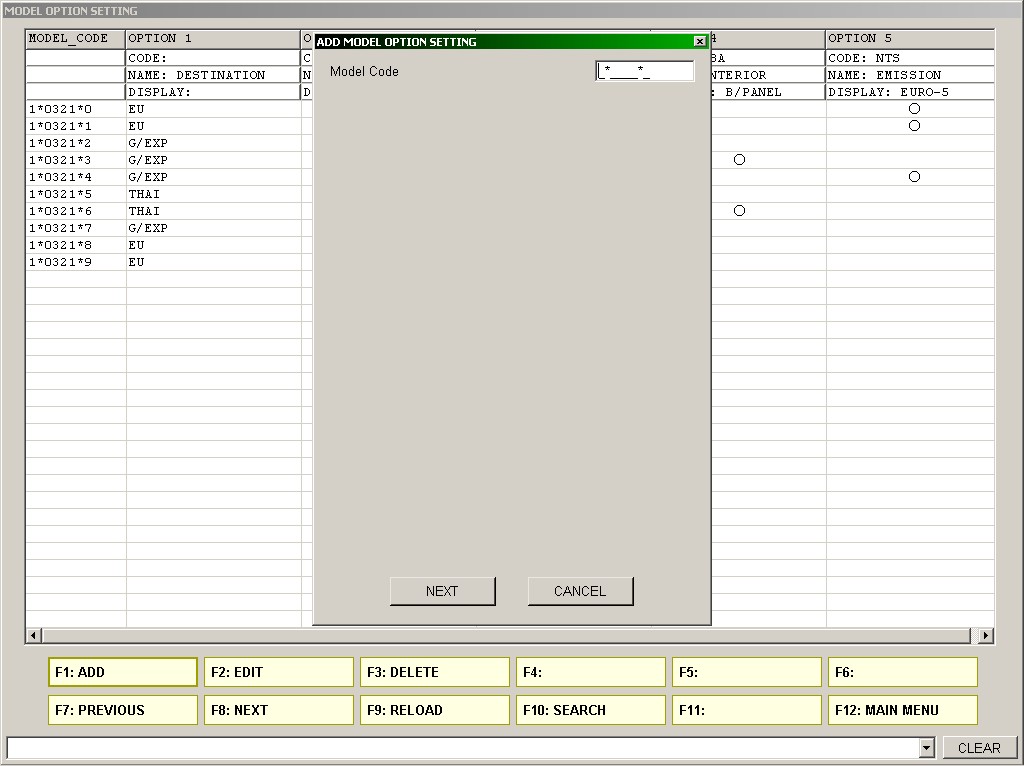 MODEL OPTION SETTING
MODEL_CODE OPTION 1 OPTION 5
CODE: CODE: NTS
NAME: DESTINATION NAME: EMISSION
DISPLAY: : B/PANEL DISPLAY: EURO-5
ADD MODEL OPTION SETTING
Model Code _*____*_
1*0321*0 EU
1*0321*1 EU
1*0321*2 G/EXP
1*0321*3 G/EXP
1*0321*4 G/EXP
1*0321*5 THAI
1*0321*6 THAI
1*0321*7 G/EXP
1*0321*8 EU
1*0321*9 EU
NEXT CANCEL
F1: ADD F2: EDIT F3: DELETE F4: F5: F6:
F7: PREVIOUS F8: NEXT F9: RELOAD F10: SEARCH F11: F12: MAIN MENU
CLEAR